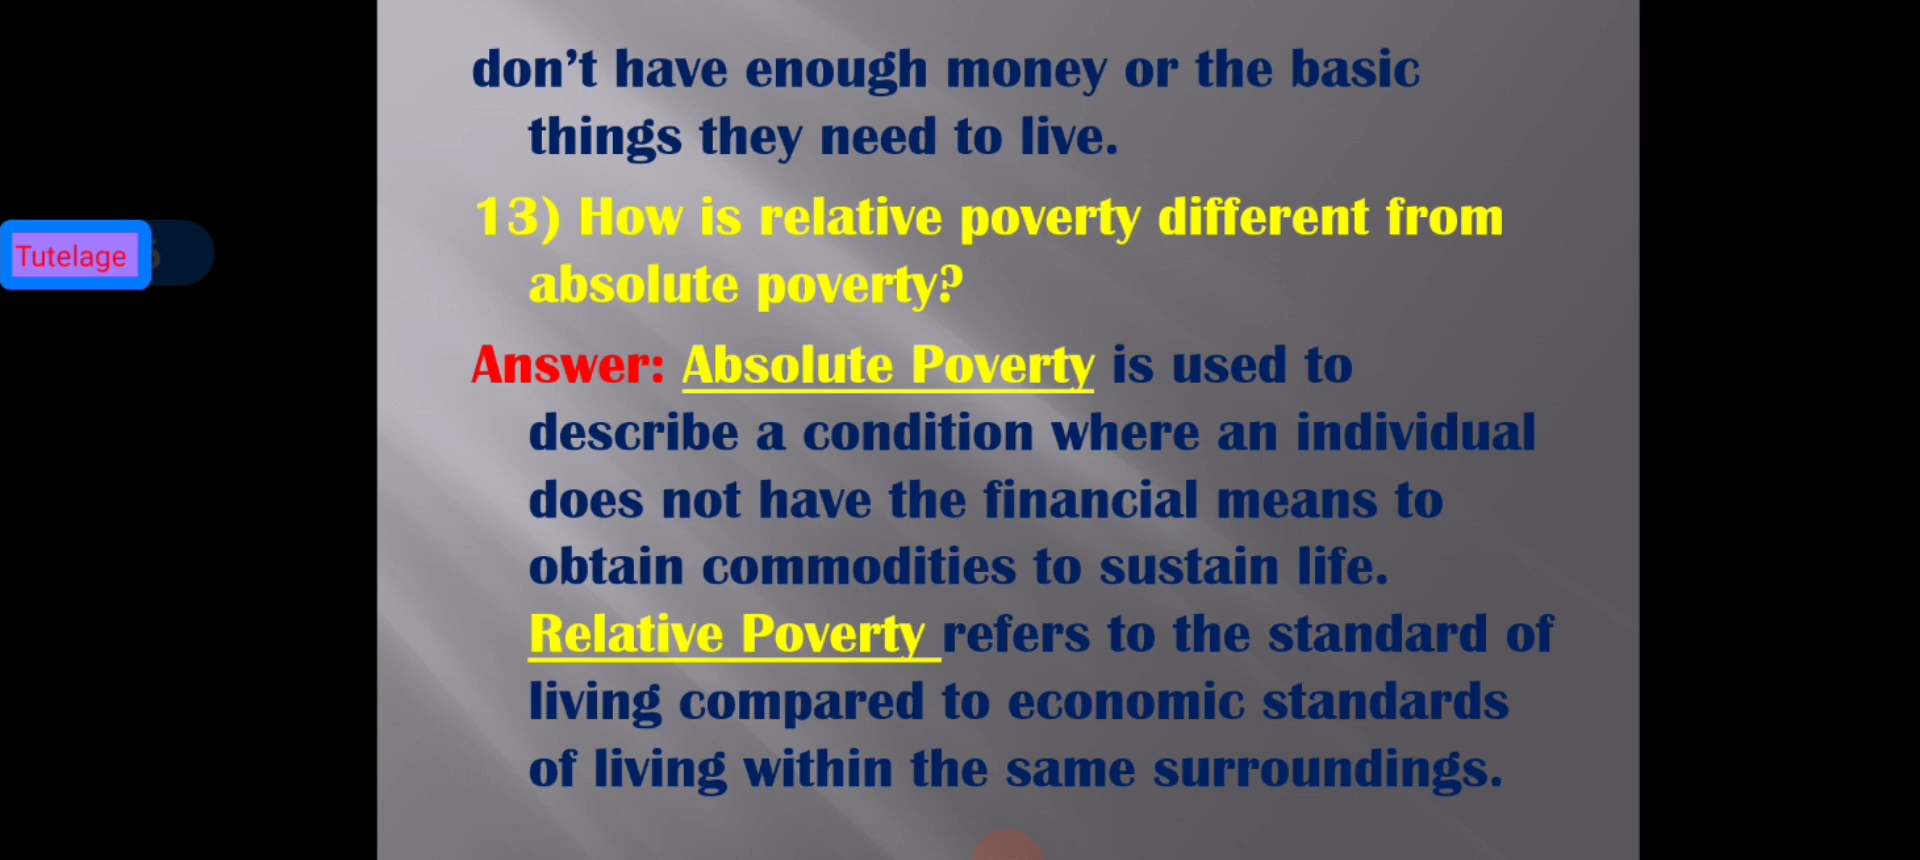 don’t have enough money or the basic
things they need to live.
13) How is relative poverty different from
absolute poverty?
Tutelage
Answer: Absolute Poverty is used to
describe a condition where an individual
does not have the financial means to
obtain commodities to sustain life.
Relative Poverty refers to the standard of
living compared to economic standards
of living within the same surroundings.